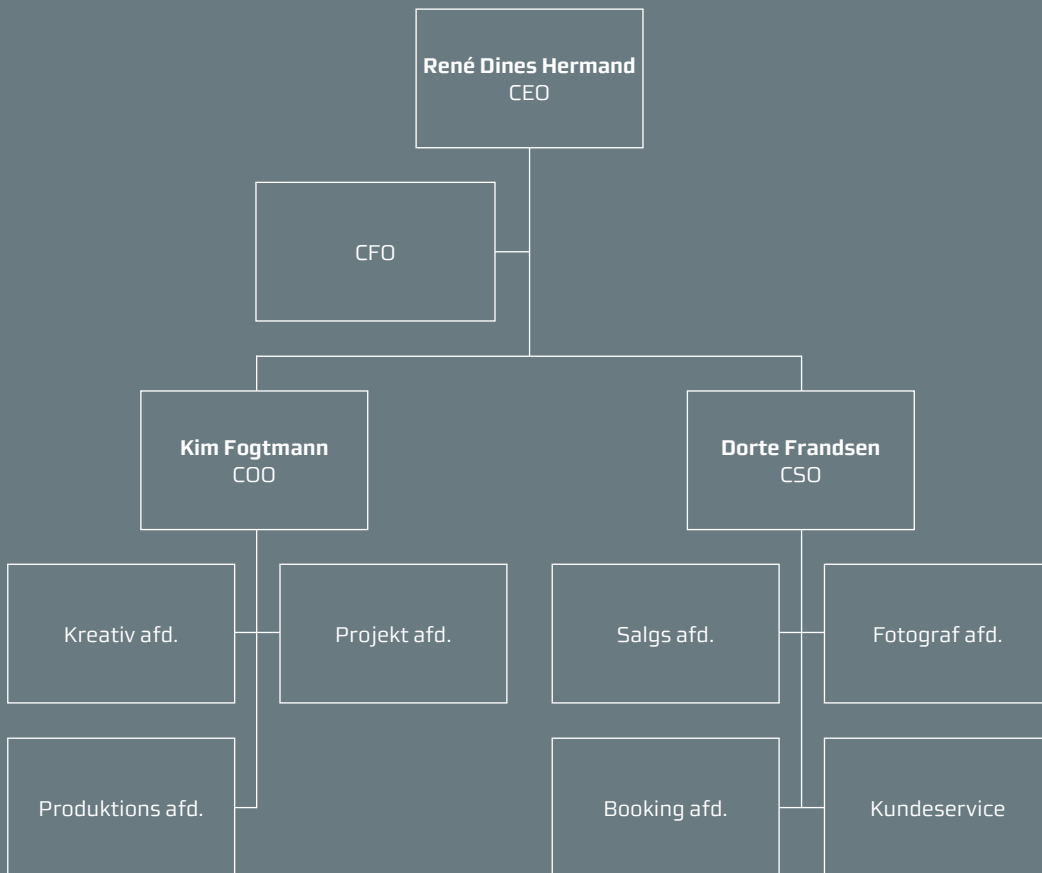 René Dines Hermand
CEO
CFO
Kim Fogtmann
COO
Dorte Frandsen
CSO
Kreativ afd.
Projekt afd.
Salgs afd.
Fotograf afd.
Produktions afd.
Booking afd.
Kundeservice